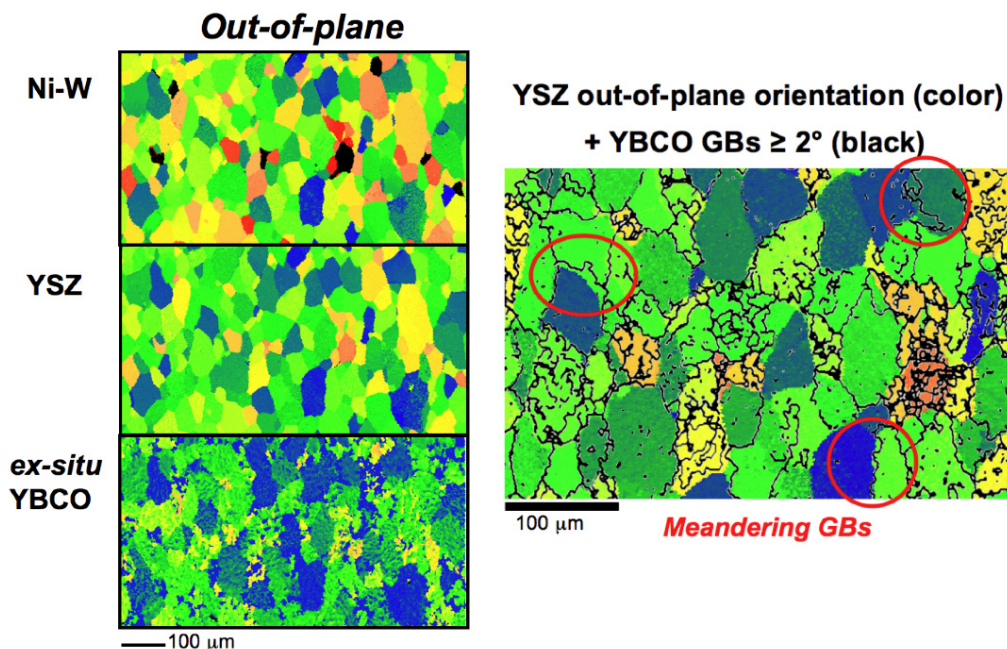 Out-of-plane
Ni-W
YSZ
ex-situ
YBCO
100 μm
YSZ out-of-plane orientation (color)
+ YBCO GBs ≥ 2° (black)
100 μm
Meandering GBs